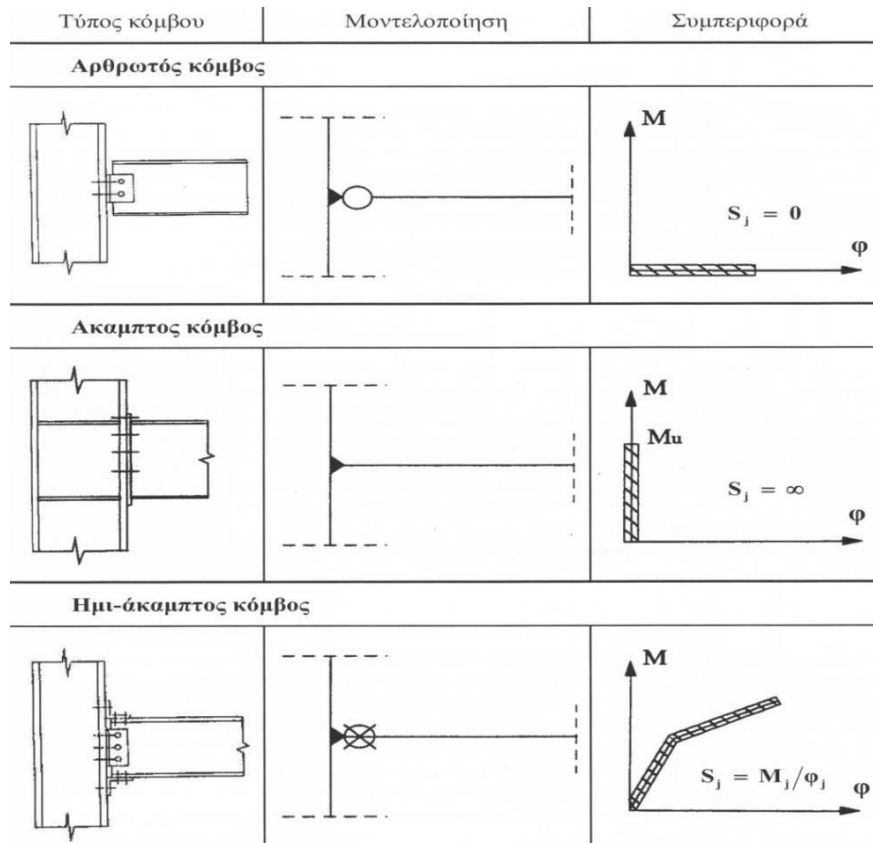 Τύπος κόμβου Μοντελοποίηση Συμπεριφορά
Αρθρωτός κόμβος
M
S_j = 0
φ
Ακαμπτος κόμβος
M
Mu
S_j = ∞
φ
Ημι-άκαμπτος κόμβος
M
S_j = M_j/φ_j
φ